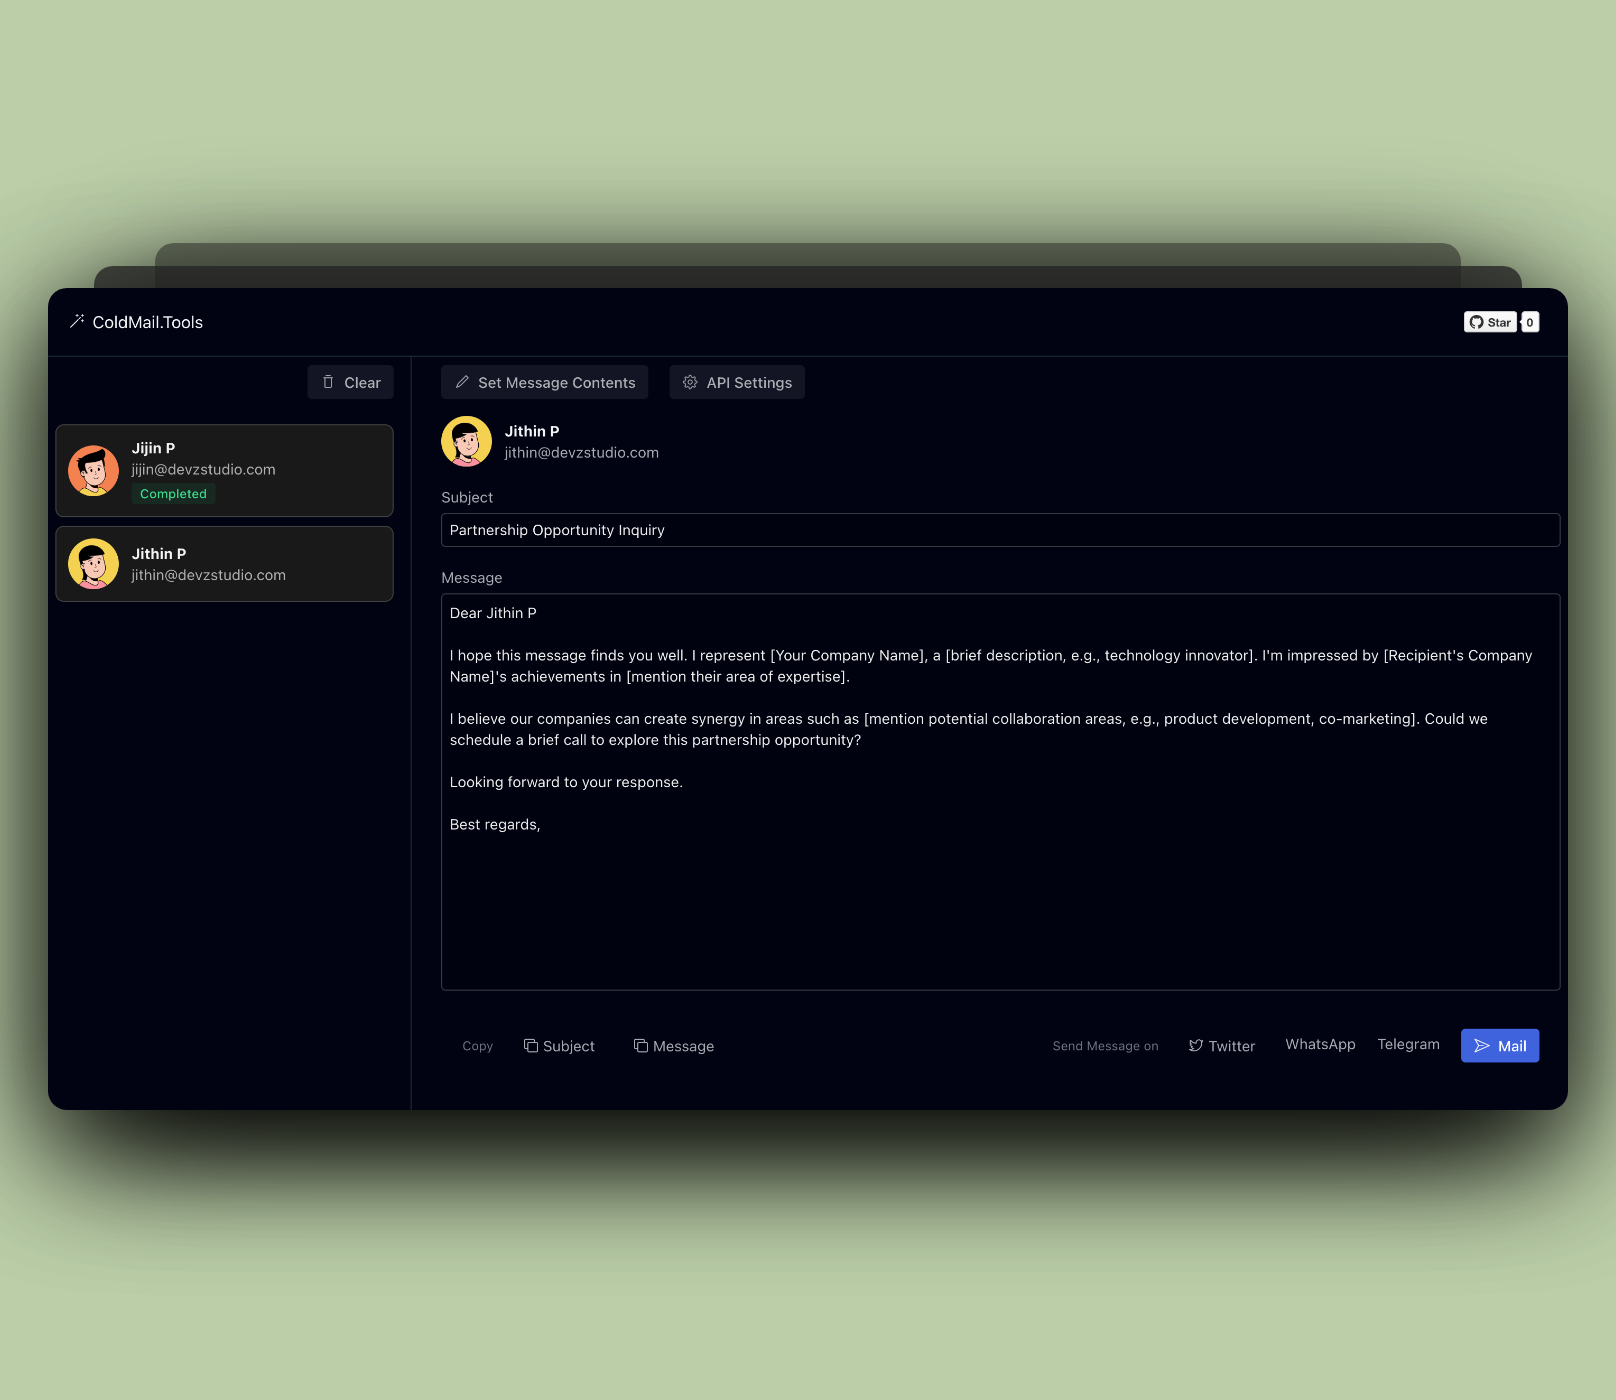 ColdMail.Tools
Star
0
Clear
Jijin P
jijin@devzstudio.com
Completed
Jithin P
jithin@devzstudio.com
Set Message Contents
API Settings
Jithin P
jithin@devzstudio.com
Subject
Partnership Opportunity Inquiry
Message
Dear Jithin P
I hope this message finds you well. I represent [Your Company Name], a [brief description, e.g., technology innovator]. I'm impressed by [Recipient's Company
Name]'s achievements in [mention their area of expertise].
I believe our companies can create synergy in areas such as [mention potential collaboration areas, e.g., product development, co-marketing]. Could we
schedule a brief call to explore this partnership opportunity?
Looking forward to your response.
Best regards,
Copy
Subject
Message
Send Message on
Twitter
WhatsApp
Telegram
Mail